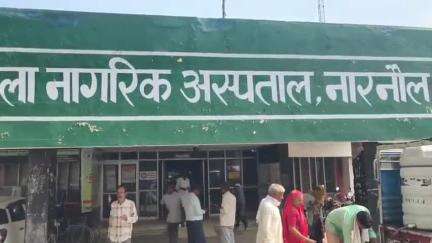 ला नागरिक अस्पताल, नारनौल